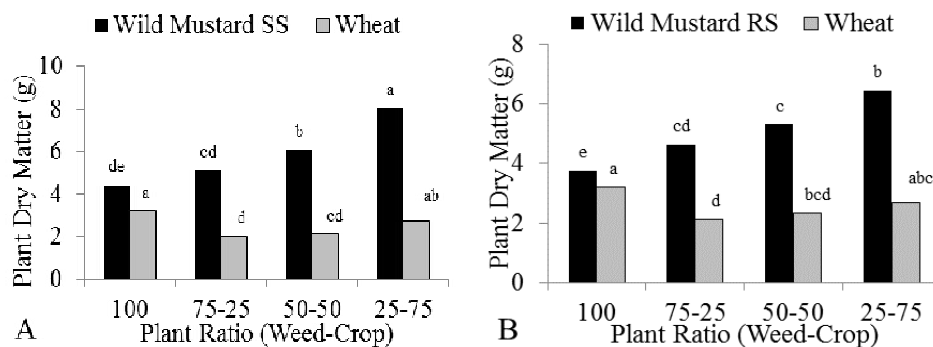 Wild Mustard SS Wheat
Plant Dry Matter (g)
10
8
6
4
2
0
de a cd d b cd a ab
100 75-25 50-50 25-75
Plant Ratio (Weed-Crop)
A
Wild Mustard RS Wheat
Plant Dry Matter (g)
8
6
4
2
0
e a cd d c bcd b abc
100 75-25 50-50 25-75
Plant Ratio (Weed-Crop)
B